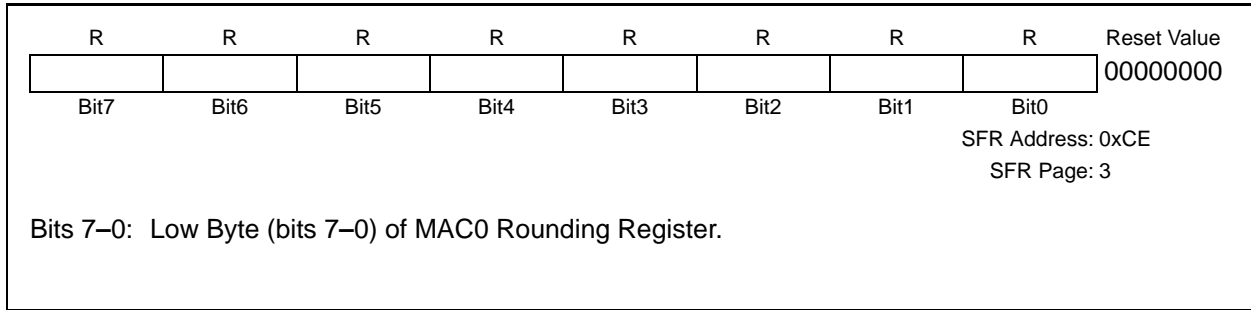 R R R R R R R R Reset Value
00000000
Bit7 Bit6 Bit5 Bit4 Bit3 Bit2 Bit1 Bit0
SFR Address: 0xCE
SFR Page: 3
Bits 7–0: Low Byte (bits 7–0) of MAC0 Rounding Register.